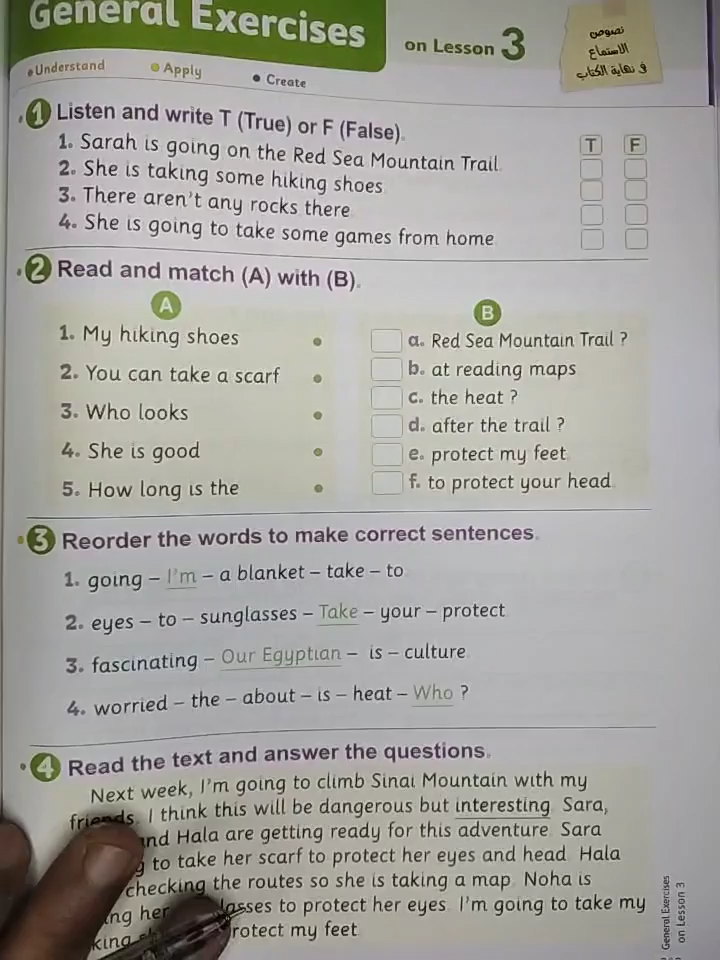 General Exercises
on Lesson 3
نصوص
الاستماع
في نهاية الكتاب
Understand Apply Create
1 Listen and write T (True) or F (False).
T F
1. Sarah is going on the Red Sea Mountain Trail.
2. She is taking some hiking shoes.
3. There aren't any rocks there.
4. She is going to take some games from home.
2 Read and match (A) with (B).
A B
1. My hiking shoes
a. Red Sea Mountain Trail ?
2. You can take a scarf
b. at reading maps.
c. the heat ?
3. Who looks
d. after the trail ?
4. She is good
e. protect my feet.
5. How long is the
f. to protect your head.
3 Reorder the words to make correct sentences.
1. going – I'm – a blanket – take – to.
2. eyes – to – sunglasses – Take – your – protect.
3. fascinating – Our Egyptian – is – culture.
4. worried – the – about – is – heat – Who ?
4 Read the text and answer the questions.
Next week, I'm going to climb Sinai Mountain with my
friends. I think this will be dangerous but interesting. Sara,
and Hala are getting ready for this adventure. Sara
to take her scarf to protect her eyes and head. Hala
checking the routes so she is taking a map. Noha is
her to protect her eyes. I'm going to take my
protect my feet.
General Exercises
on Lesson 3